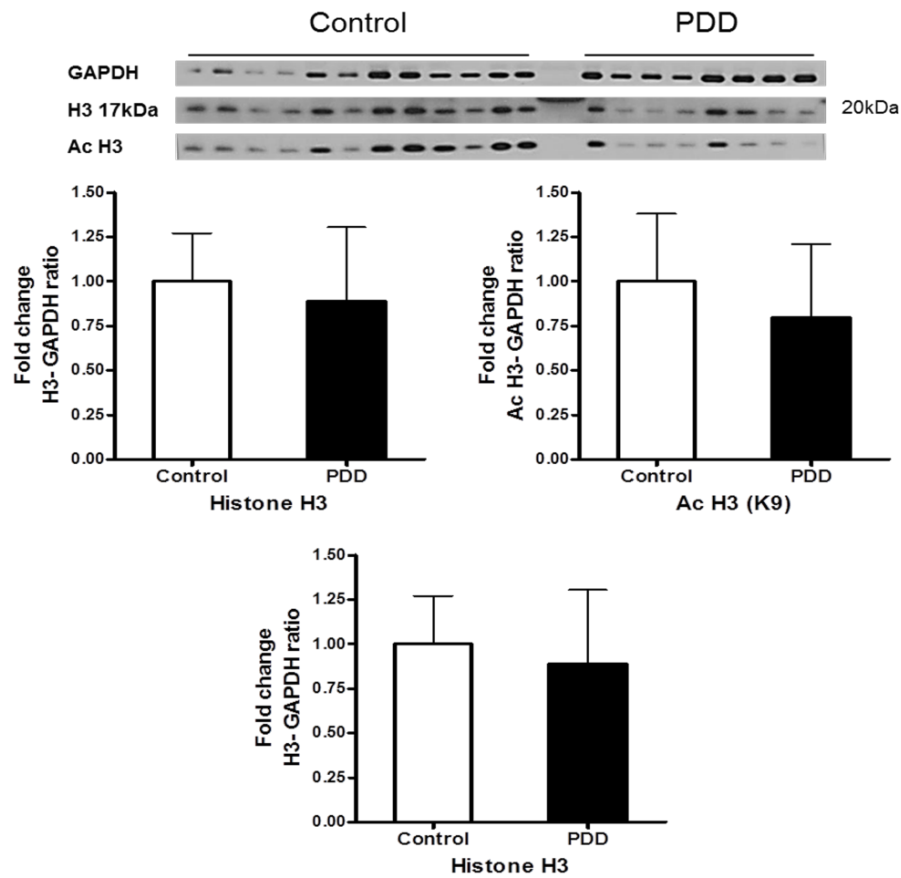 Control PDD
GAPDH
H3 17kDa 20kDa
Ac H3
Fold change
H3- GAPDH ratio
1.50
1.25
1.00
0.75
0.50
0.25
0.00
Control PDD
Histone H3
Fold change
Ac H3- GAPDH ratio
1.50
1.25
1.00
0.75
0.50
0.25
0.00
Control PDD
Ac H3 (K9)
Fold change
H3- GAPDH ratio
1.50
1.25
1.00
0.75
0.50
0.25
0.00
Control PDD
Histone H3